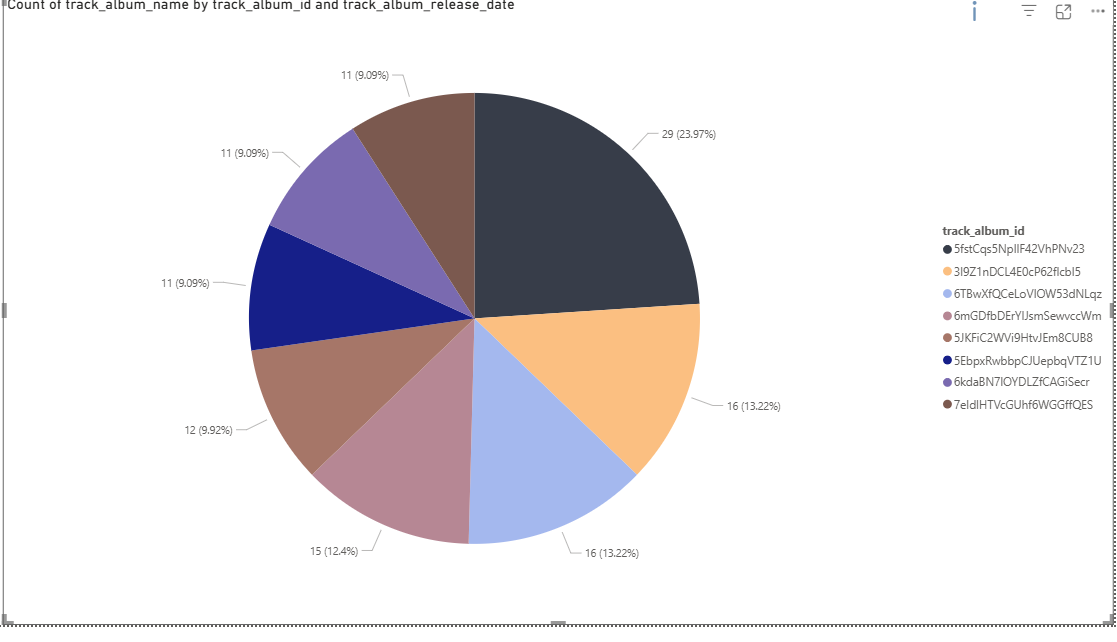 Count of track_album_name by track_album_id and track_album_release_date
11 (9.09%)
29 (23.97%)
11 (9.09%)
11 (9.09%)
16 (13.22%)
12 (9.92%)
15 (12.4%)
16 (13.22%)
track_album_id
5fstCqs5NpIlF42VhPNv23
3I9Z1nDCL4E0cP62flcbI5
6TBwXfQCeLoVIOW53dNLqz
6mGDfbDErYIJsmSewvccWm
5JKFiC2WVi9HtvJEm8CUB8
5EbpxRwbbpCJUepbqVTZ1U
6kdaBN7IOYDLZfCAGiSecr
7eldIHTVcGUhf6WGGffQES